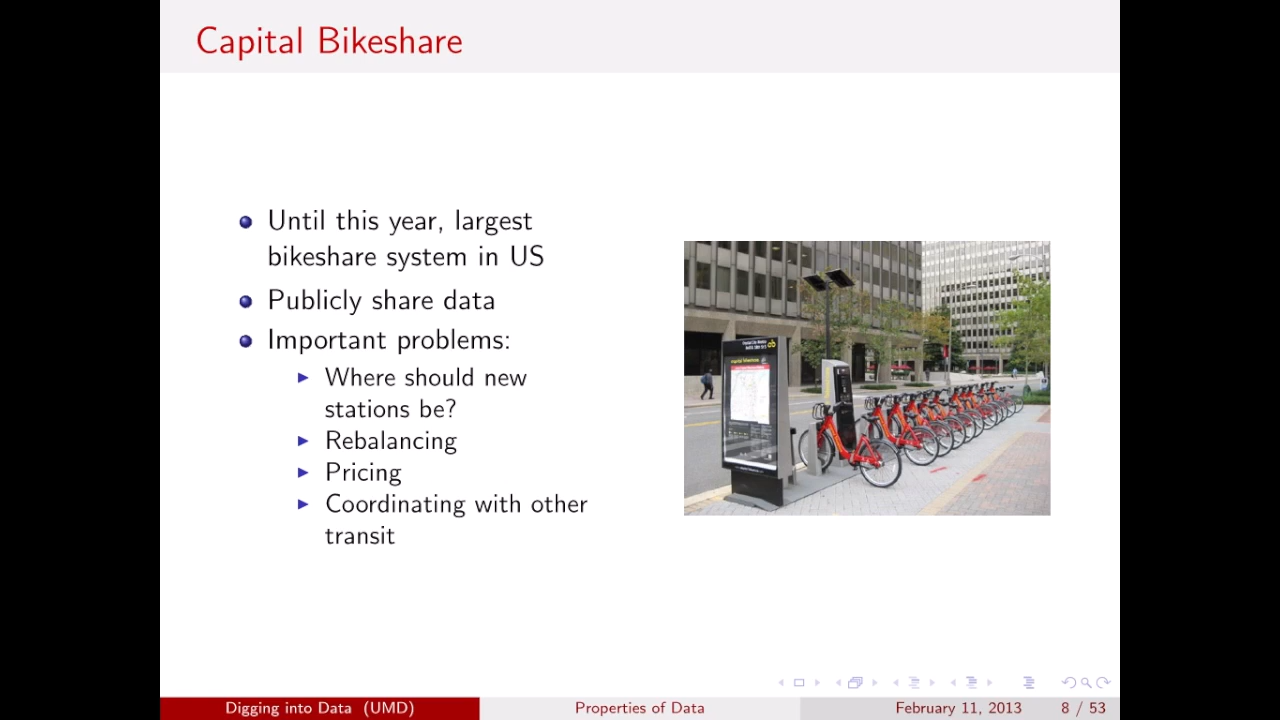 Capital Bikeshare
Until this year, largest
bikeshare system in US
Publicly share data
Important problems:
Where should new
stations be?
Rebalancing
Pricing
Coordinating with other
transit
Digging into Data (UMD)
Properties of Data
February 11, 2013
8 / 53